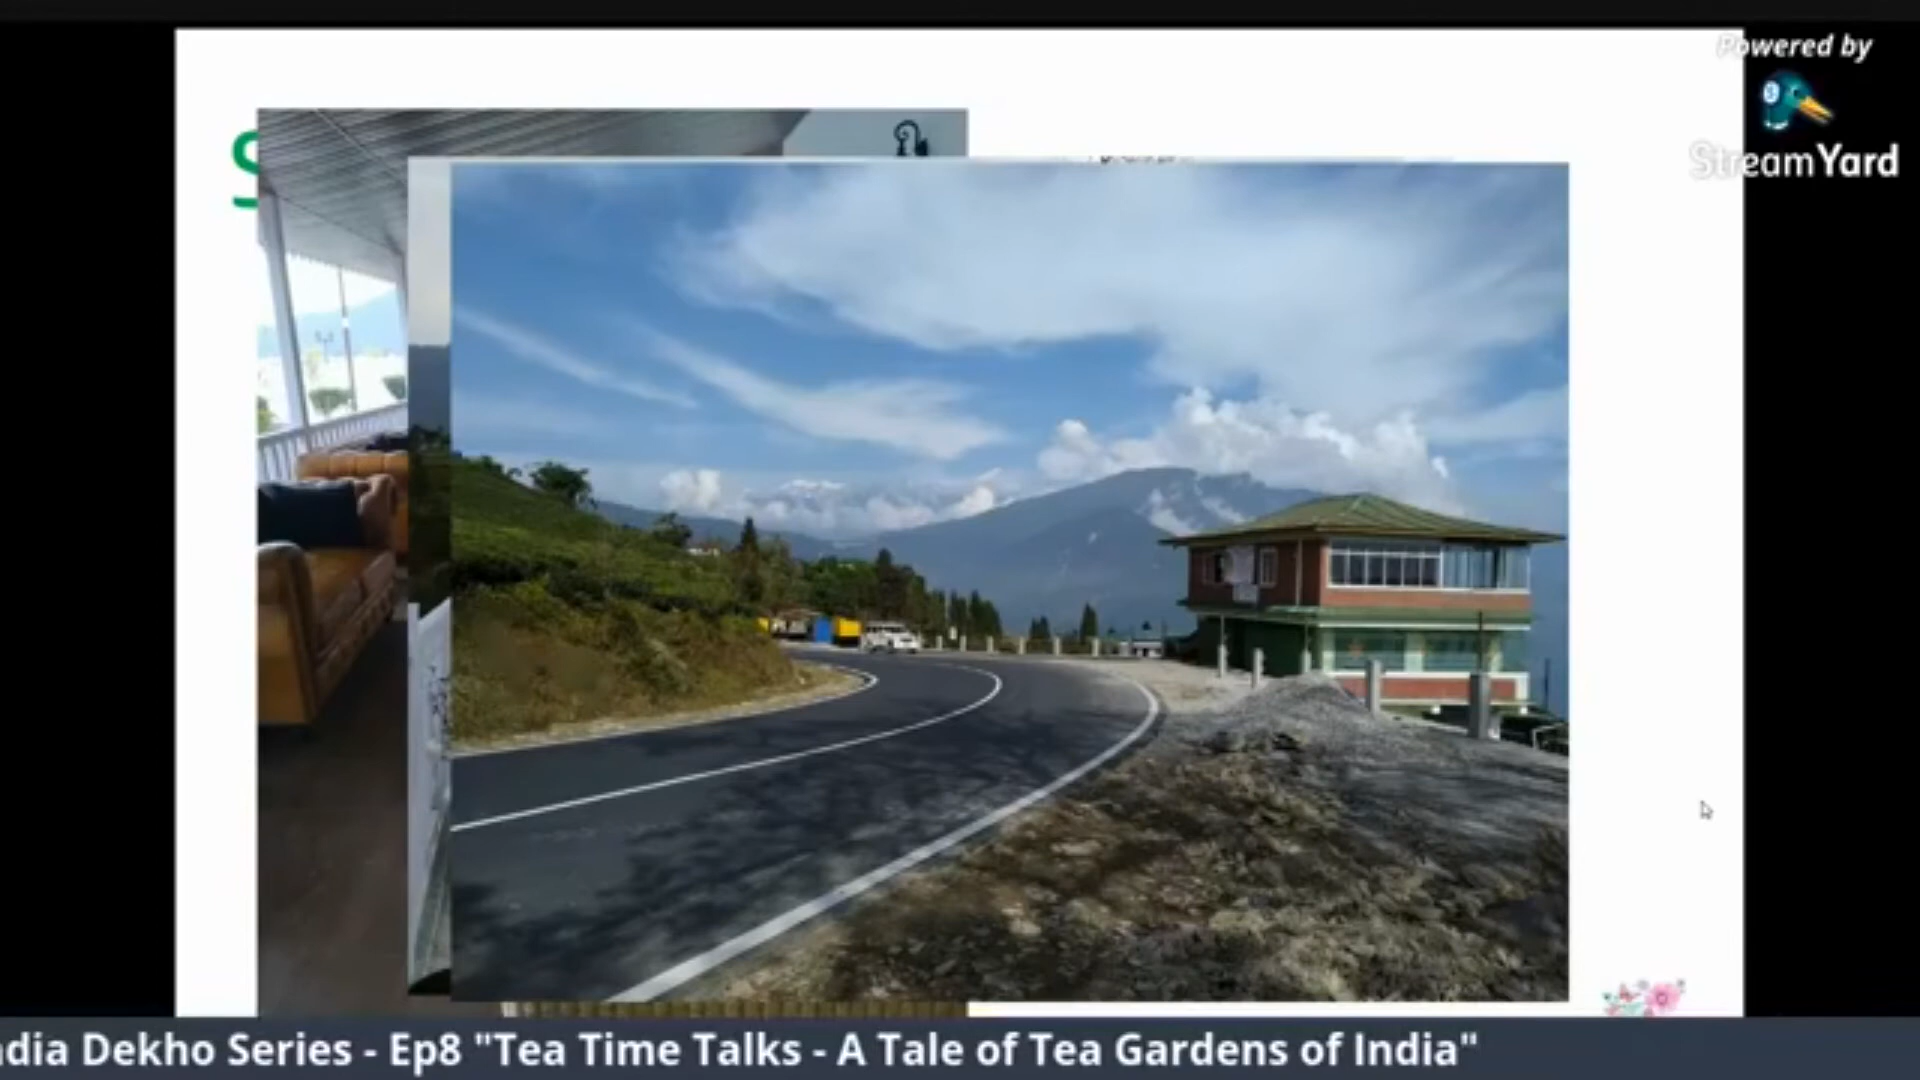 Powered by
StreamYard
S
dia Dekho Series - Ep8 "Tea Time Talks - A Tale of Tea Gardens of India"